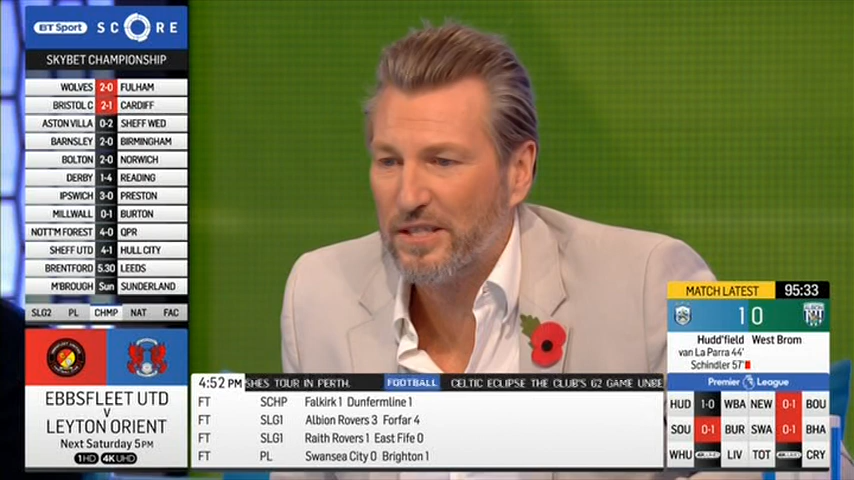 BT Sport SCORE
SKYBET CHAMPIONSHIP
WOLVES 2-0 FULHAM
BRISTOL C 2-1 CARDIFF
ASTON VILLA 0-2 SHEFF WED
BARNSLEY 2-0 BIRMINGHAM
BOLTON 2-0 NORWICH
DERBY 1-4 READING
IPSWICH 3-0 PRESTON
MILLWALL 0-1 BURTON
NOTT'M FOREST 4-0 QPR
SHEFF UTD 4-1 HULL CITY
BRENTFORD 5.30 LEEDS
M'BROUGH Sun SUNDERLAND
SLG2 PL CHMP NAT FAC
EBBSFLEET UTD
V
LEYTON ORIENT
Next Saturday 5PM
1HD 4K UHD
4:52 PM SHES TOUR IN PERTH. FOOTBALL CELTIC ECLIPSE THE CLUB'S 62 GAME UNBE
FT SCHP Falkirk 1 Dunfermline 1
FT SLG1 Albion Rovers 3 Forfar 4
FT SLG1 Raith Rovers 1 East Fife 0
FT PL Swansea City 0 Brighton 1
MATCH LATEST 95:33
1 0
Hudd'field West Brom
van La Parra 44'
Schindler 57'
Premier League
HUD 1-0 WBA NEW 0-1 BOU
SOU 0-1 BUR SWA 0-1 BHA
WHU LIV TOT CRY